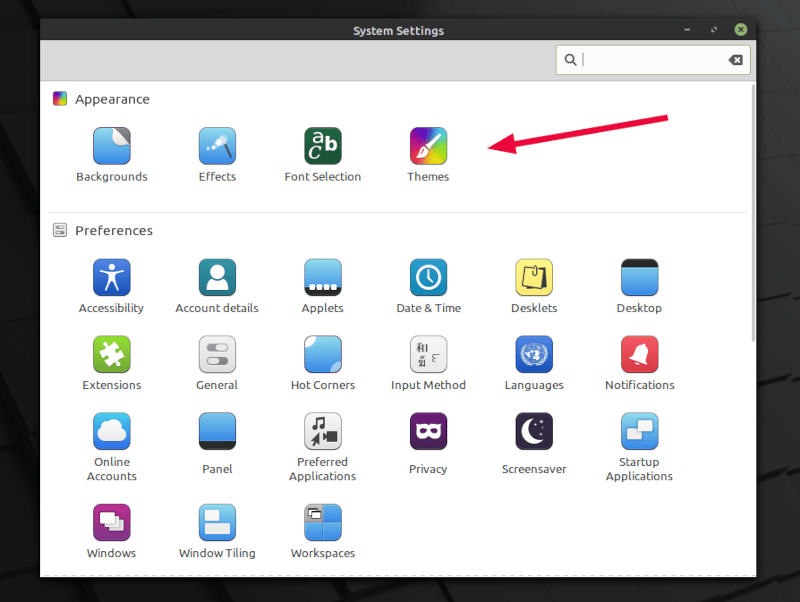 System Settings
Appearance
Backgrounds
Effects
Font Selection
Themes
Preferences
Accessibility
Account details
Applets
Date & Time
Desklets
Desktop
Extensions
General
Hot Corners
Input Method
Languages
Notifications
Online
Accounts
Panel
Preferred
Applications
Privacy
Screensaver
Startup
Applications
Windows
Window Tiling
Workspaces